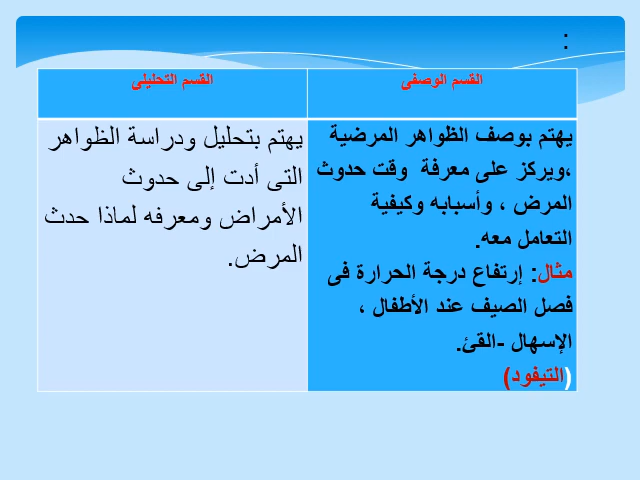 :
القسم الوصفى
القسم التحليلى
يهتم بوصف الظواهر المرضية
،ويركز على معرفة وقت حدوث
المرض ، وأسبابه وكيفية
التعامل معه.
مثال: إرتفاع درجة الحرارة فى
فصل الصيف عند الأطفال ،
الإسهال -القئ.
(التيفود)
يهتم بتحليل ودراسة الظواهر
التى أدت إلى حدوث
الأمراض ومعرفه لماذا حدث
المرض.